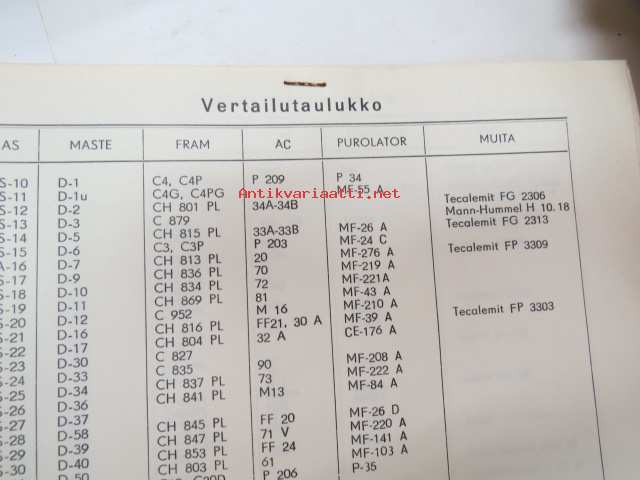 Vertailutaulukko
AS MASTE FRAM AC PUROLATOR MUITA
S-10 D-1 C4, C4P P 209 P 34
S-11 D-1u C4G, C4PG MF-55 A
Antikvariaatti.net
S-12 D-2 CH 801 PL 34A-34B Tecalemit FG 2306
S-13 D-3 C 879 Mann-Hummel H 10.18
S-14 D-5 CH 815 PL 33A-33B MF-26 A Tecalemit FG 2313
S-15 D-6 C3, C3P P 203 MF-24 C
A-16 D-7 CH 813 PL 20 MF-276 A Tecalemit FP 3309
S-17 D-9 CH 836 PL 70 MF-219 A
S-18 D-10 CH 834 PL 72 MF-221A
S-19 D-11 CH 869 PL 81 MF-43 A
S-20 D-12 C 952 M 16 MF-210 A Tecalemit FP 3303
S-21 D-16 CH 816 PL FF21, 30 A MF-39 A
S-22 D-17 CH 804 PL 32 A CE-176 A
S-23 D-30 C 827
S-24 D-33 C 835 90 MF-208 A
S-25 D-34 CH 837 PL 73 MF-222 A
S-26 D-36 CH 841 PL M13 MF-84 A
S-27 D-37
S-28 D-58 CH 845 PL FF 20 MF-26 D
S-29 D-39 CH 847 PL 71 V MF-220 A
S-30 D-40 CH 853 PL FF 24 MF-141 A
D-50 CH 803 PL 61 MF-103 A
P 206 P-35